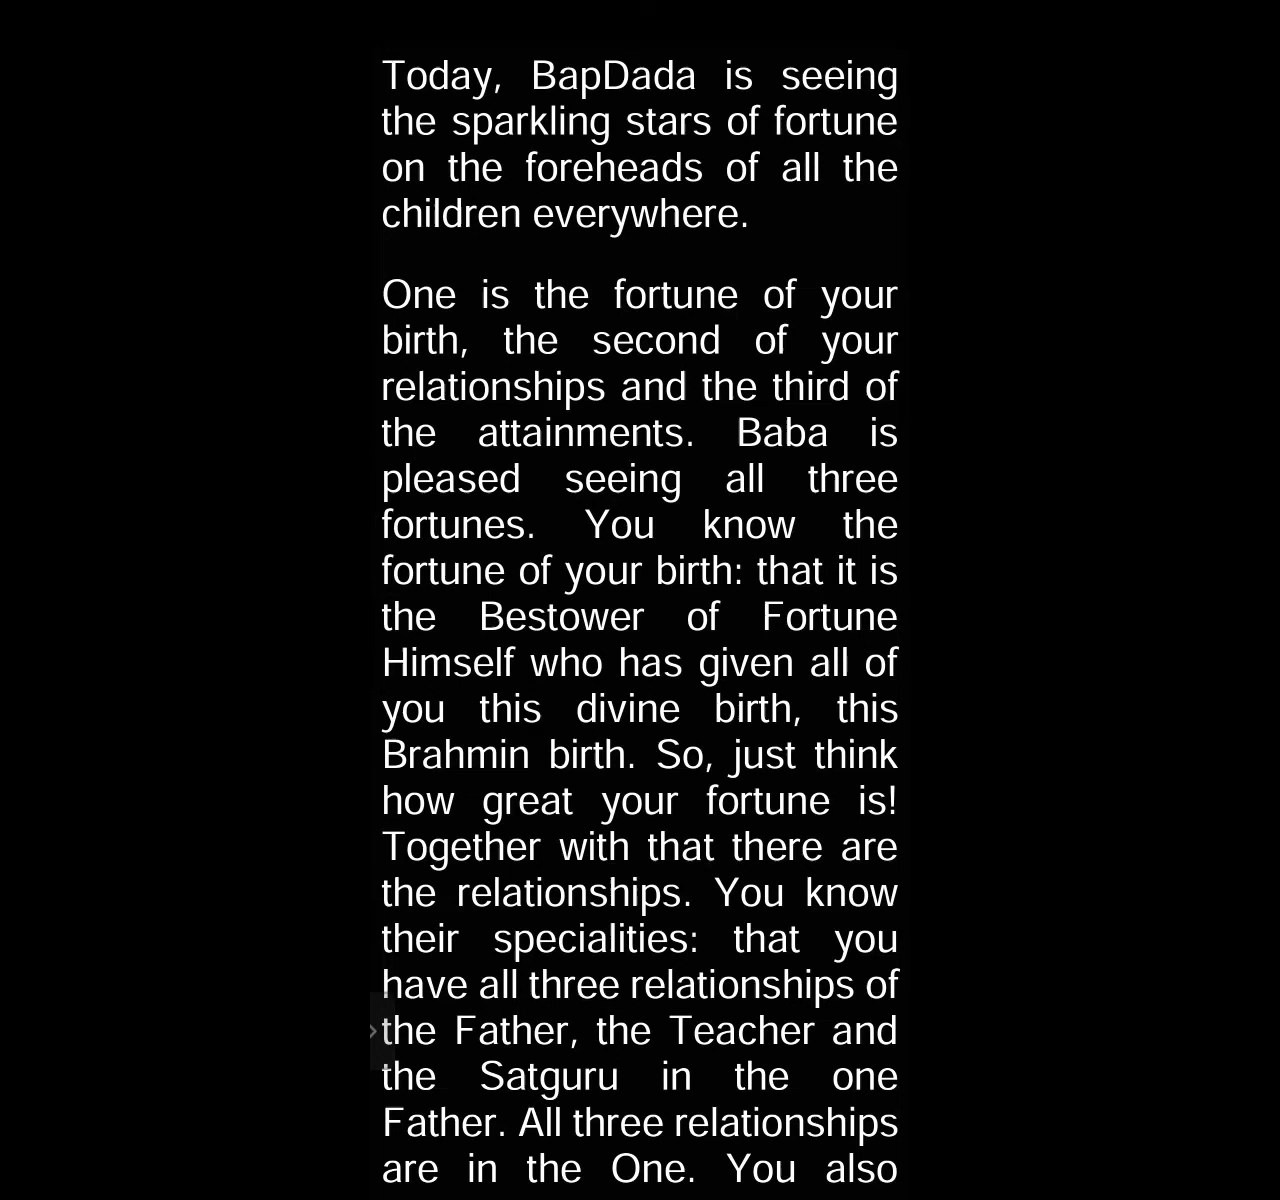 Today, BapDada is seeing
the sparkling stars of fortune
on the foreheads of all the
children everywhere.
One is the fortune of your
birth, the second of your
relationships and the third of
the attainments. Baba is
pleased seeing all three
fortunes. You know the
fortune of your birth: that it is
the Bestower of Fortune
Himself who has given all of
you this divine birth, this
Brahmin birth. So, just think
how great your fortune is!
Together with that there are
the relationships. You know
their specialities: that you
have all three relationships of
the Father, the Teacher and
the Satguru in the one
Father. All three relationships
are in the One. You also